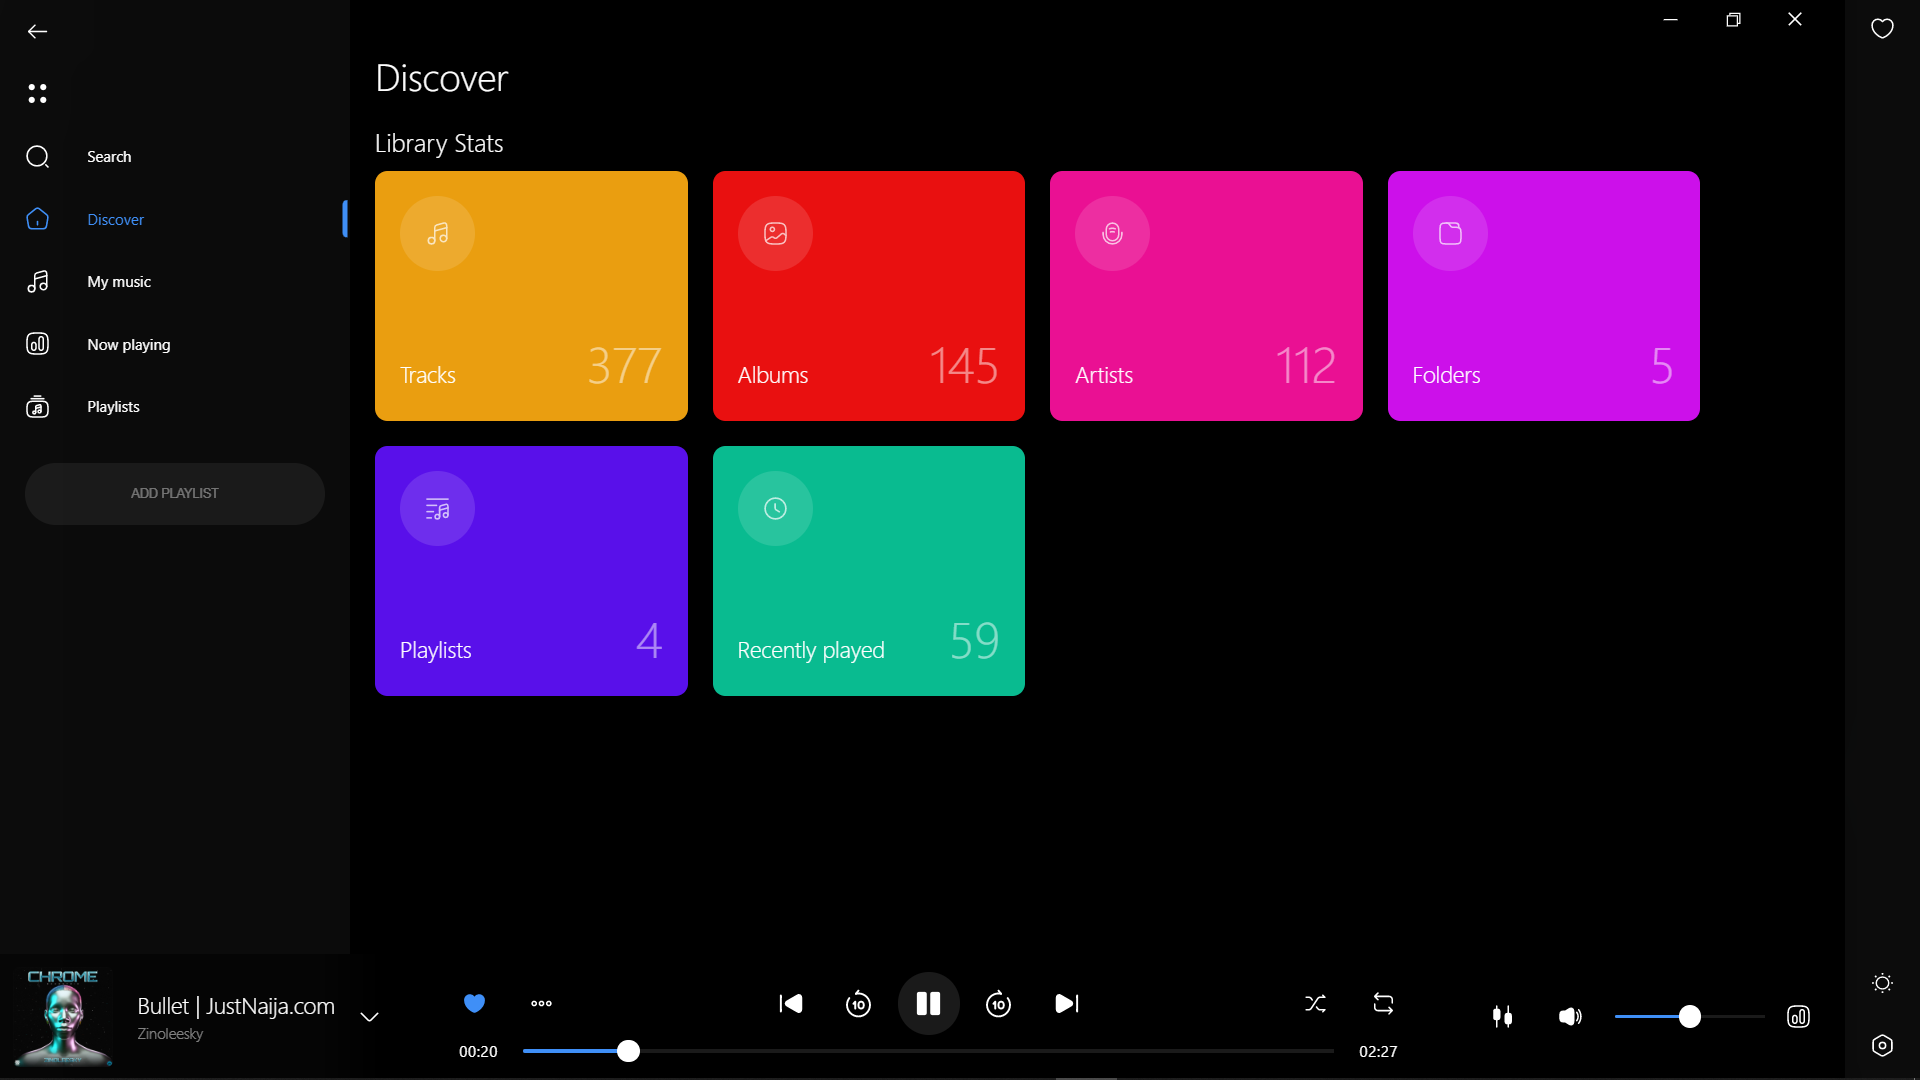 Search
Discover
My music
Now playing
Playlists
ADD PLAYLIST
Discover
Library Stats
Tracks 377
Albums 145
Artists 112
Folders 5
Playlists 4
Recently played 59
CHROME
Bullet | JustNaija.com
Zinoleesky
10
10
00:20
02:27